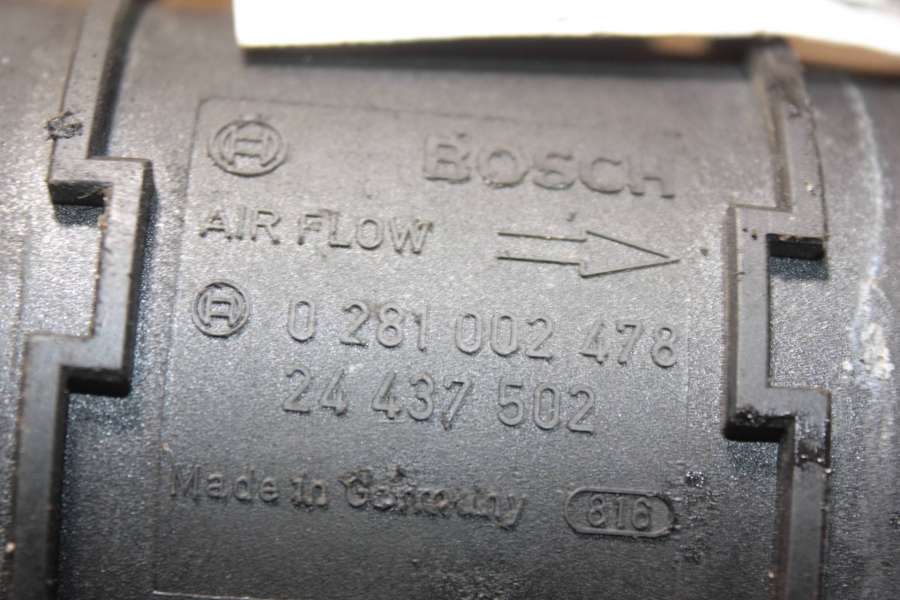 BOSCH
AIR FLOW
0 281 002 478
24 437 502
Made in Germany 816